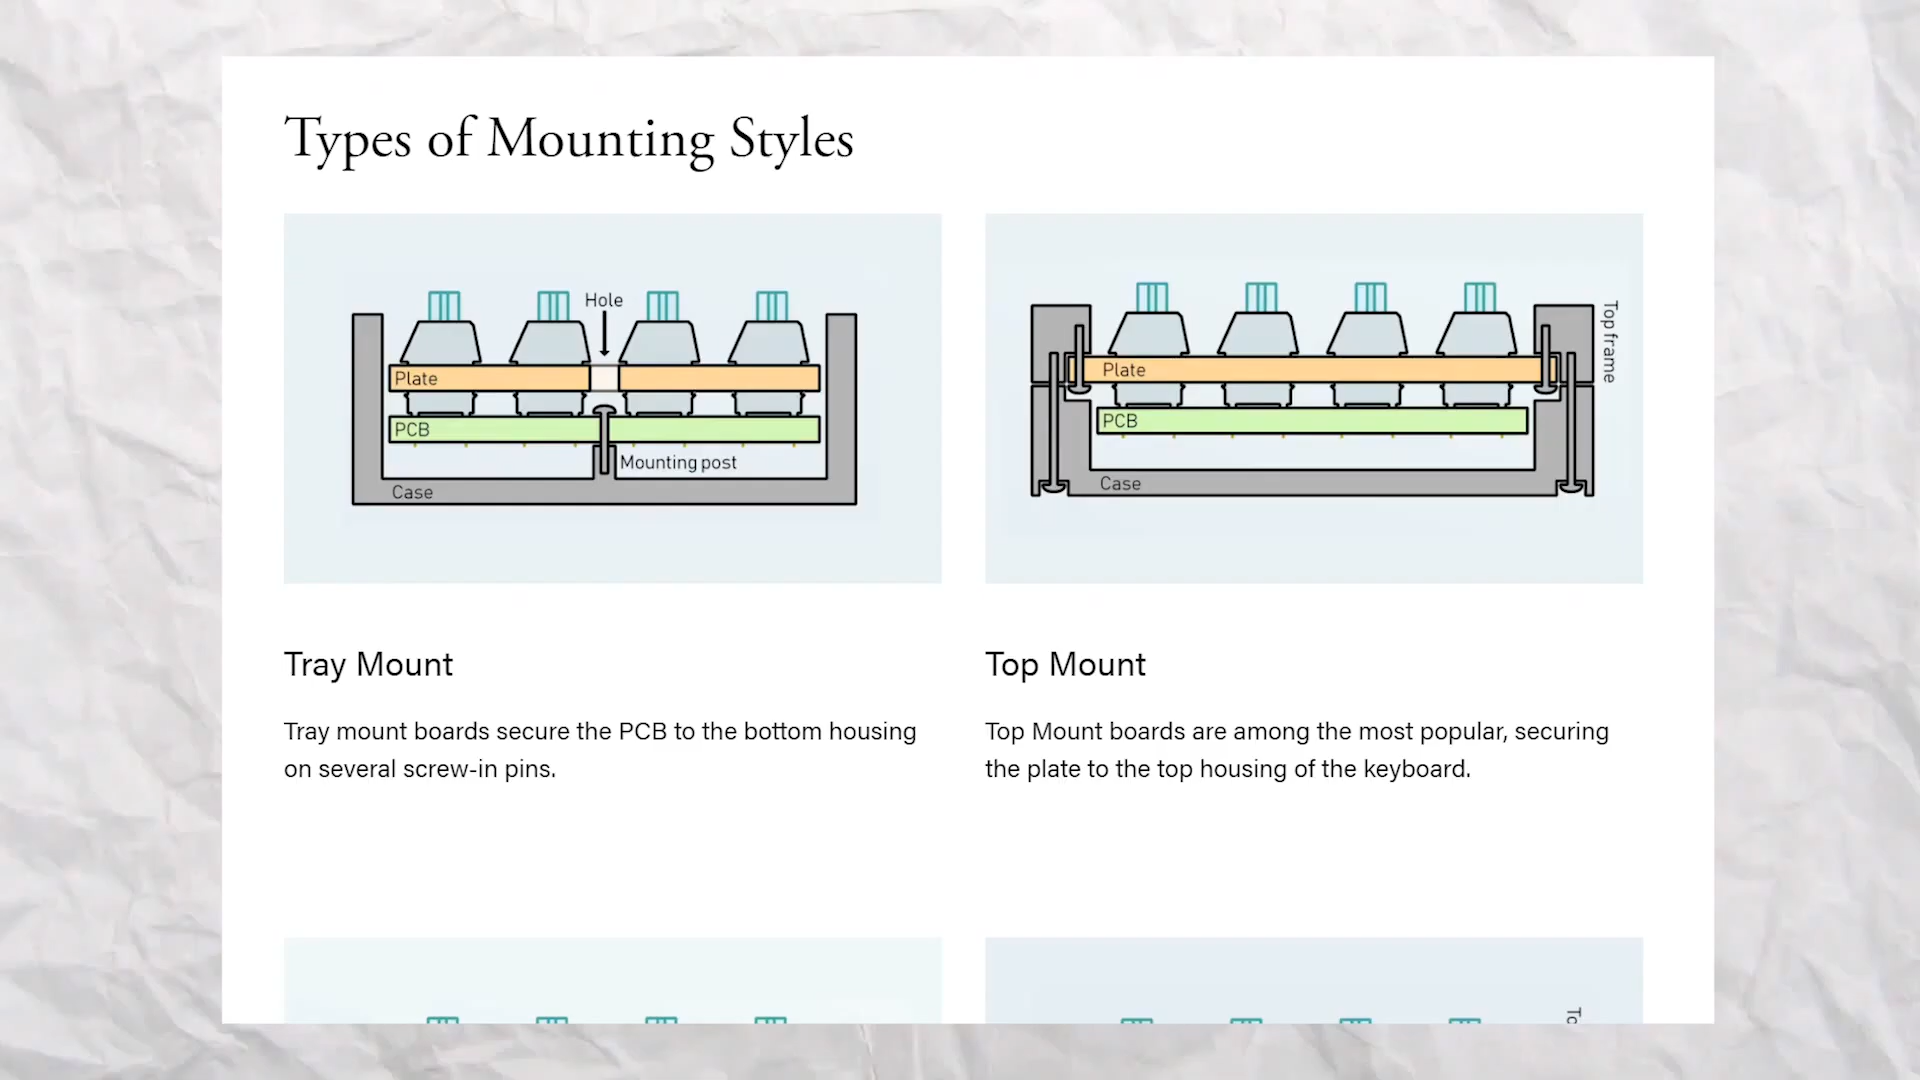 Types of Mounting Styles
Hole
Plate
PCB
Mounting post
Case
Top frame
Plate
PCB
Case
Tray Mount
Tray mount boards secure the PCB to the bottom housing
on several screw-in pins.
Top Mount
Top Mount boards are among the most popular, securing
the plate to the top housing of the keyboard.